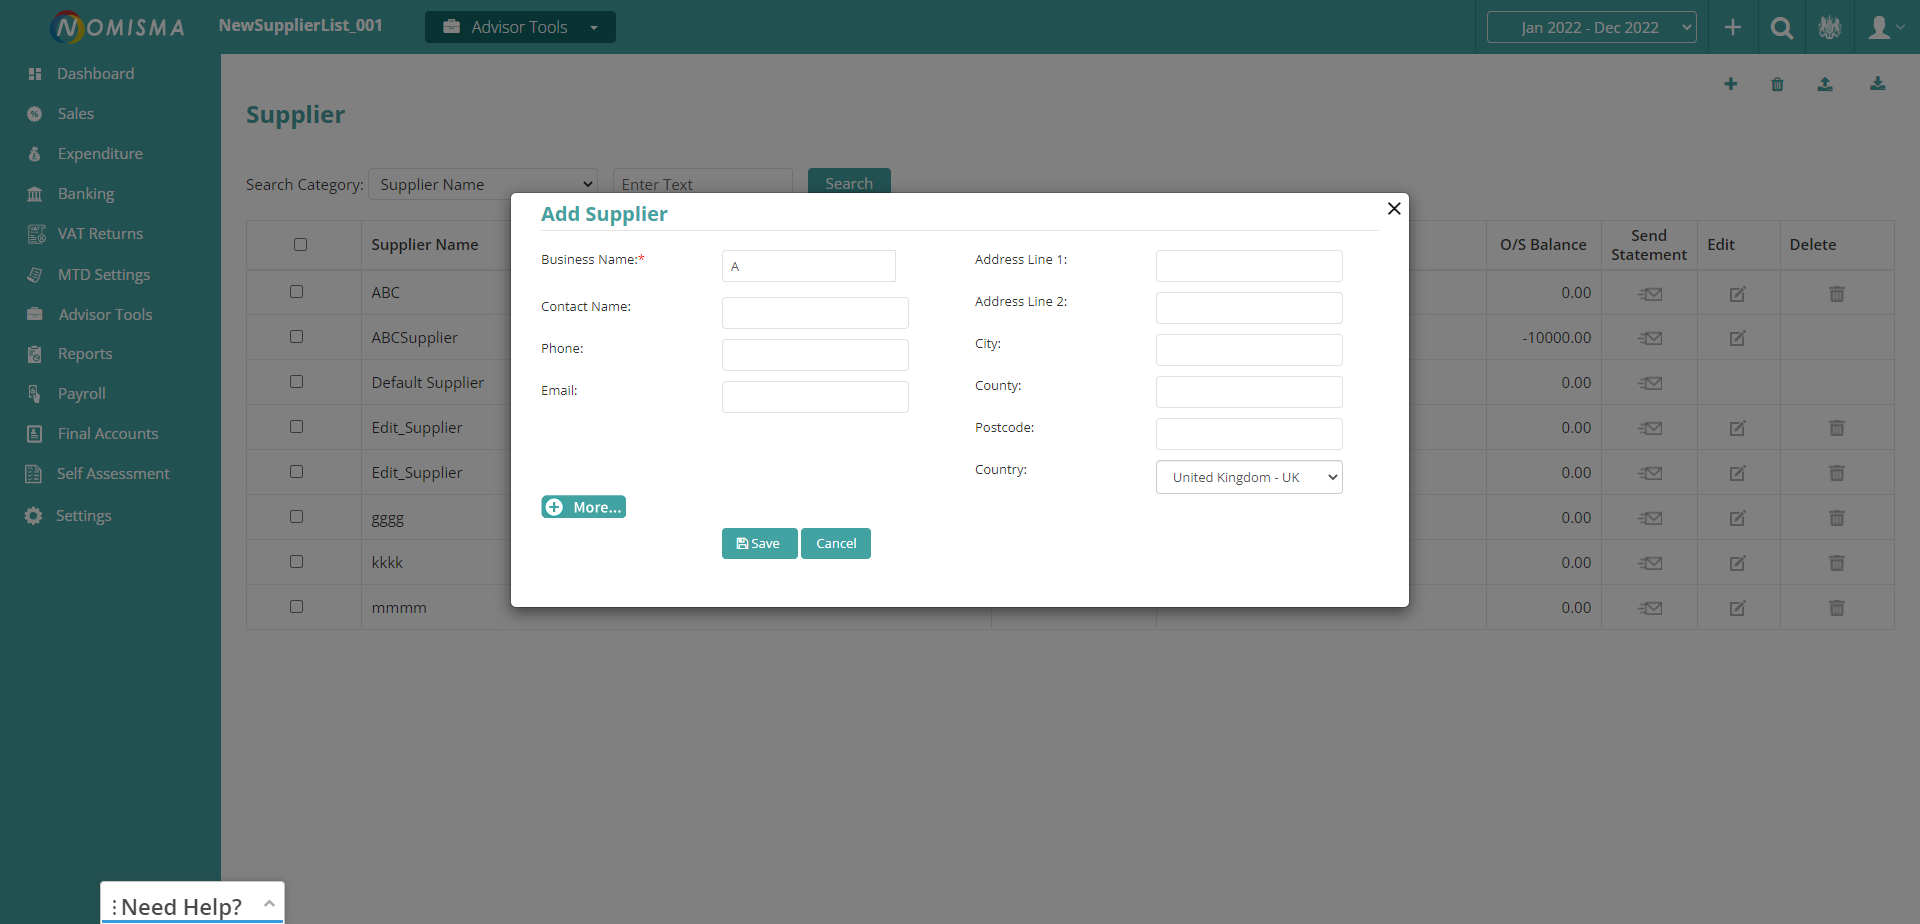 NOMISMA
NewSupplierList_001
Advisor Tools
Jan 2022 - Dec 2022
Dashboard
Sales
Expenditure
Banking
VAT Returns
MTD Settings
Advisor Tools
Reports
Payroll
Final Accounts
Self Assessment
Settings
Supplier
Search Category:
Supplier Name
Enter Text
Search
Supplier Name
O/S Balance
Send
Statement
Edit
Delete
ABC
0.00
ABCSupplier
-10000.00
Default Supplier
0.00
Edit_Supplier
0.00
Edit_Supplier
0.00
gggg
0.00
kkkk
0.00
mmmm
0.00
Add Supplier
Business Name:*
A
Contact Name:
Phone:
Email:
Address Line 1:
Address Line 2:
City:
County:
Postcode:
Country:
United Kingdom - UK
More...
Save
Cancel
Need Help?